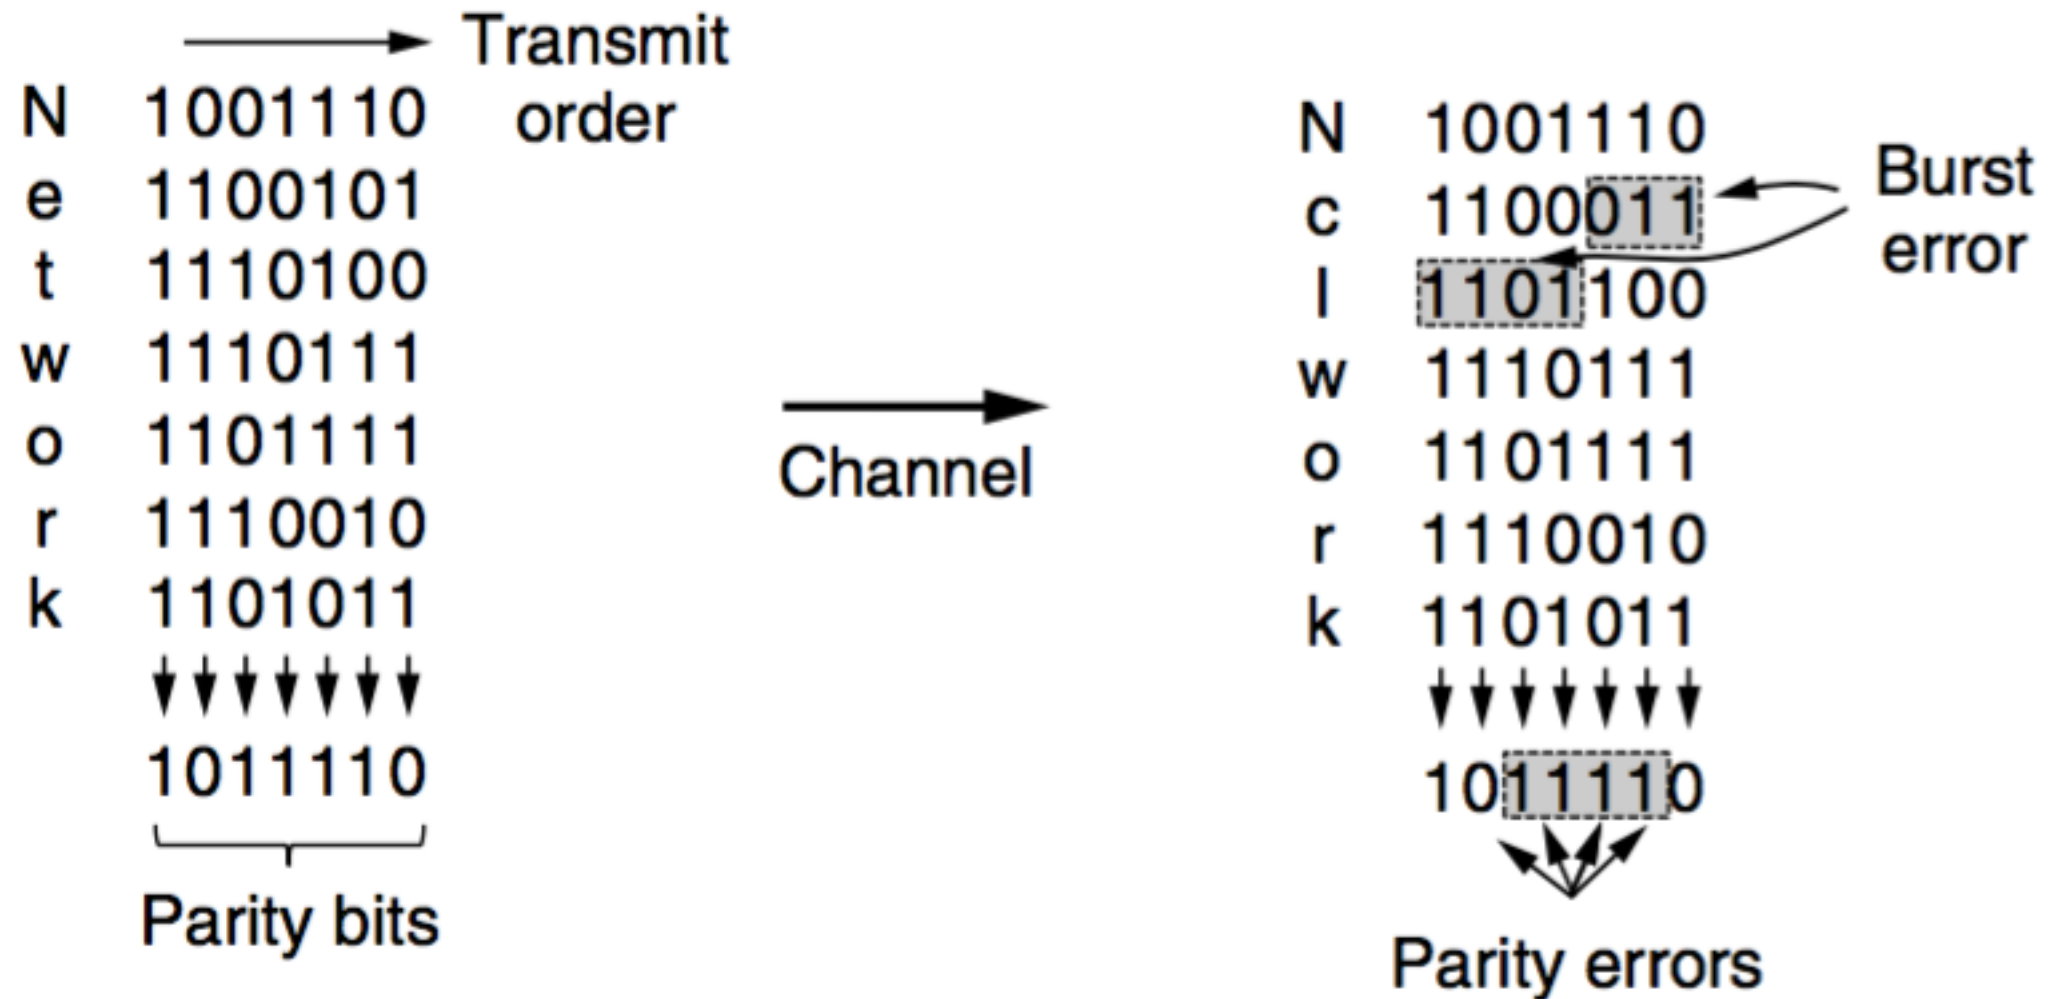 Transmit
order
N 1001110
e 1100101
t 1110100
w 1110111
o 1101111
r 1110010
k 1101011
1011110
Parity bits
Channel
N 1001110
c 1100011
l 1101100
w 1110111
o 1101111
r 1110010
k 1101011
1011110
Burst
error
Parity errors